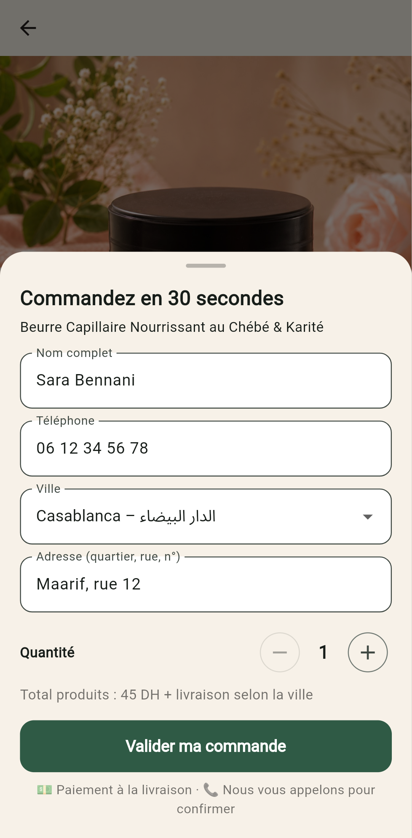 Commandez en 30 secondes
Beurre Capillaire Nourrissant au Chébé & Karité
Nom complet
Sara Bennani
Téléphone
06 12 34 56 78
Ville
Casablanca – الدار البيضاء
Adresse (quartier, rue, n°)
Maarif, rue 12
Quantité
1
Total produits : 45 DH + livraison selon la ville
Valider ma commande
💵 Paiement à la livraison · 📞 Nous vous appelons pour
confirmer